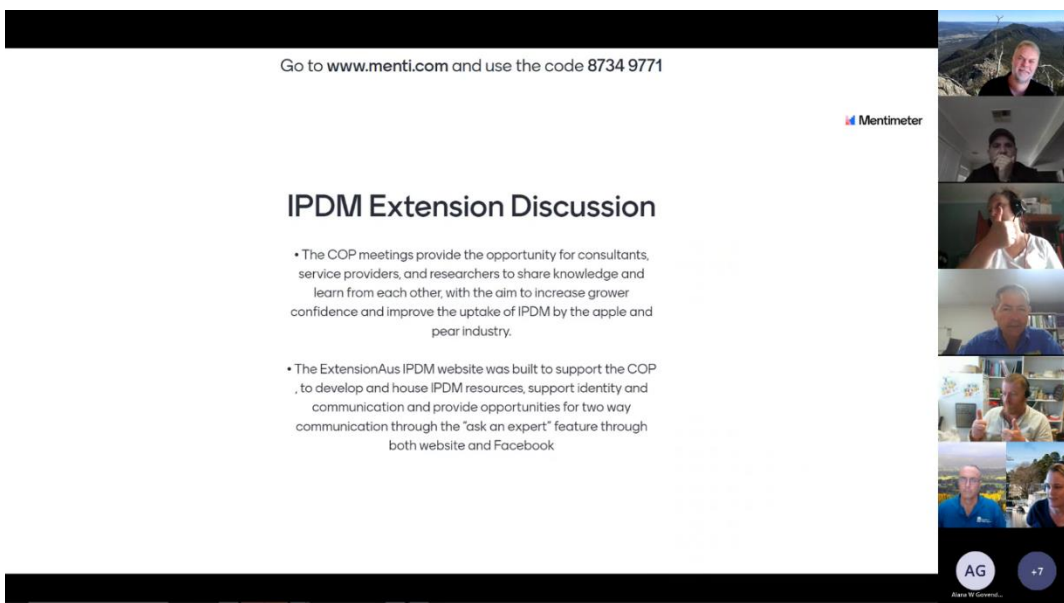 Go to www.menti.com and use the code 8734 9771
Mentimeter
IPDM Extension Discussion
• The COP meetings provide the opportunity for consultants,
service providers, and researchers to share knowledge and
learn from each other, with the aim to increase grower
confidence and improve the uptake of IPDM by the apple and
pear industry.
• The ExtensionAus IPDM website was built to support the COP
, to develop and house IPDM resources, support identity and
communication and provide opportunities for two way
communication through the "ask an expert" feature through
both website and Facebook
AG
+7
Alana W Govend...